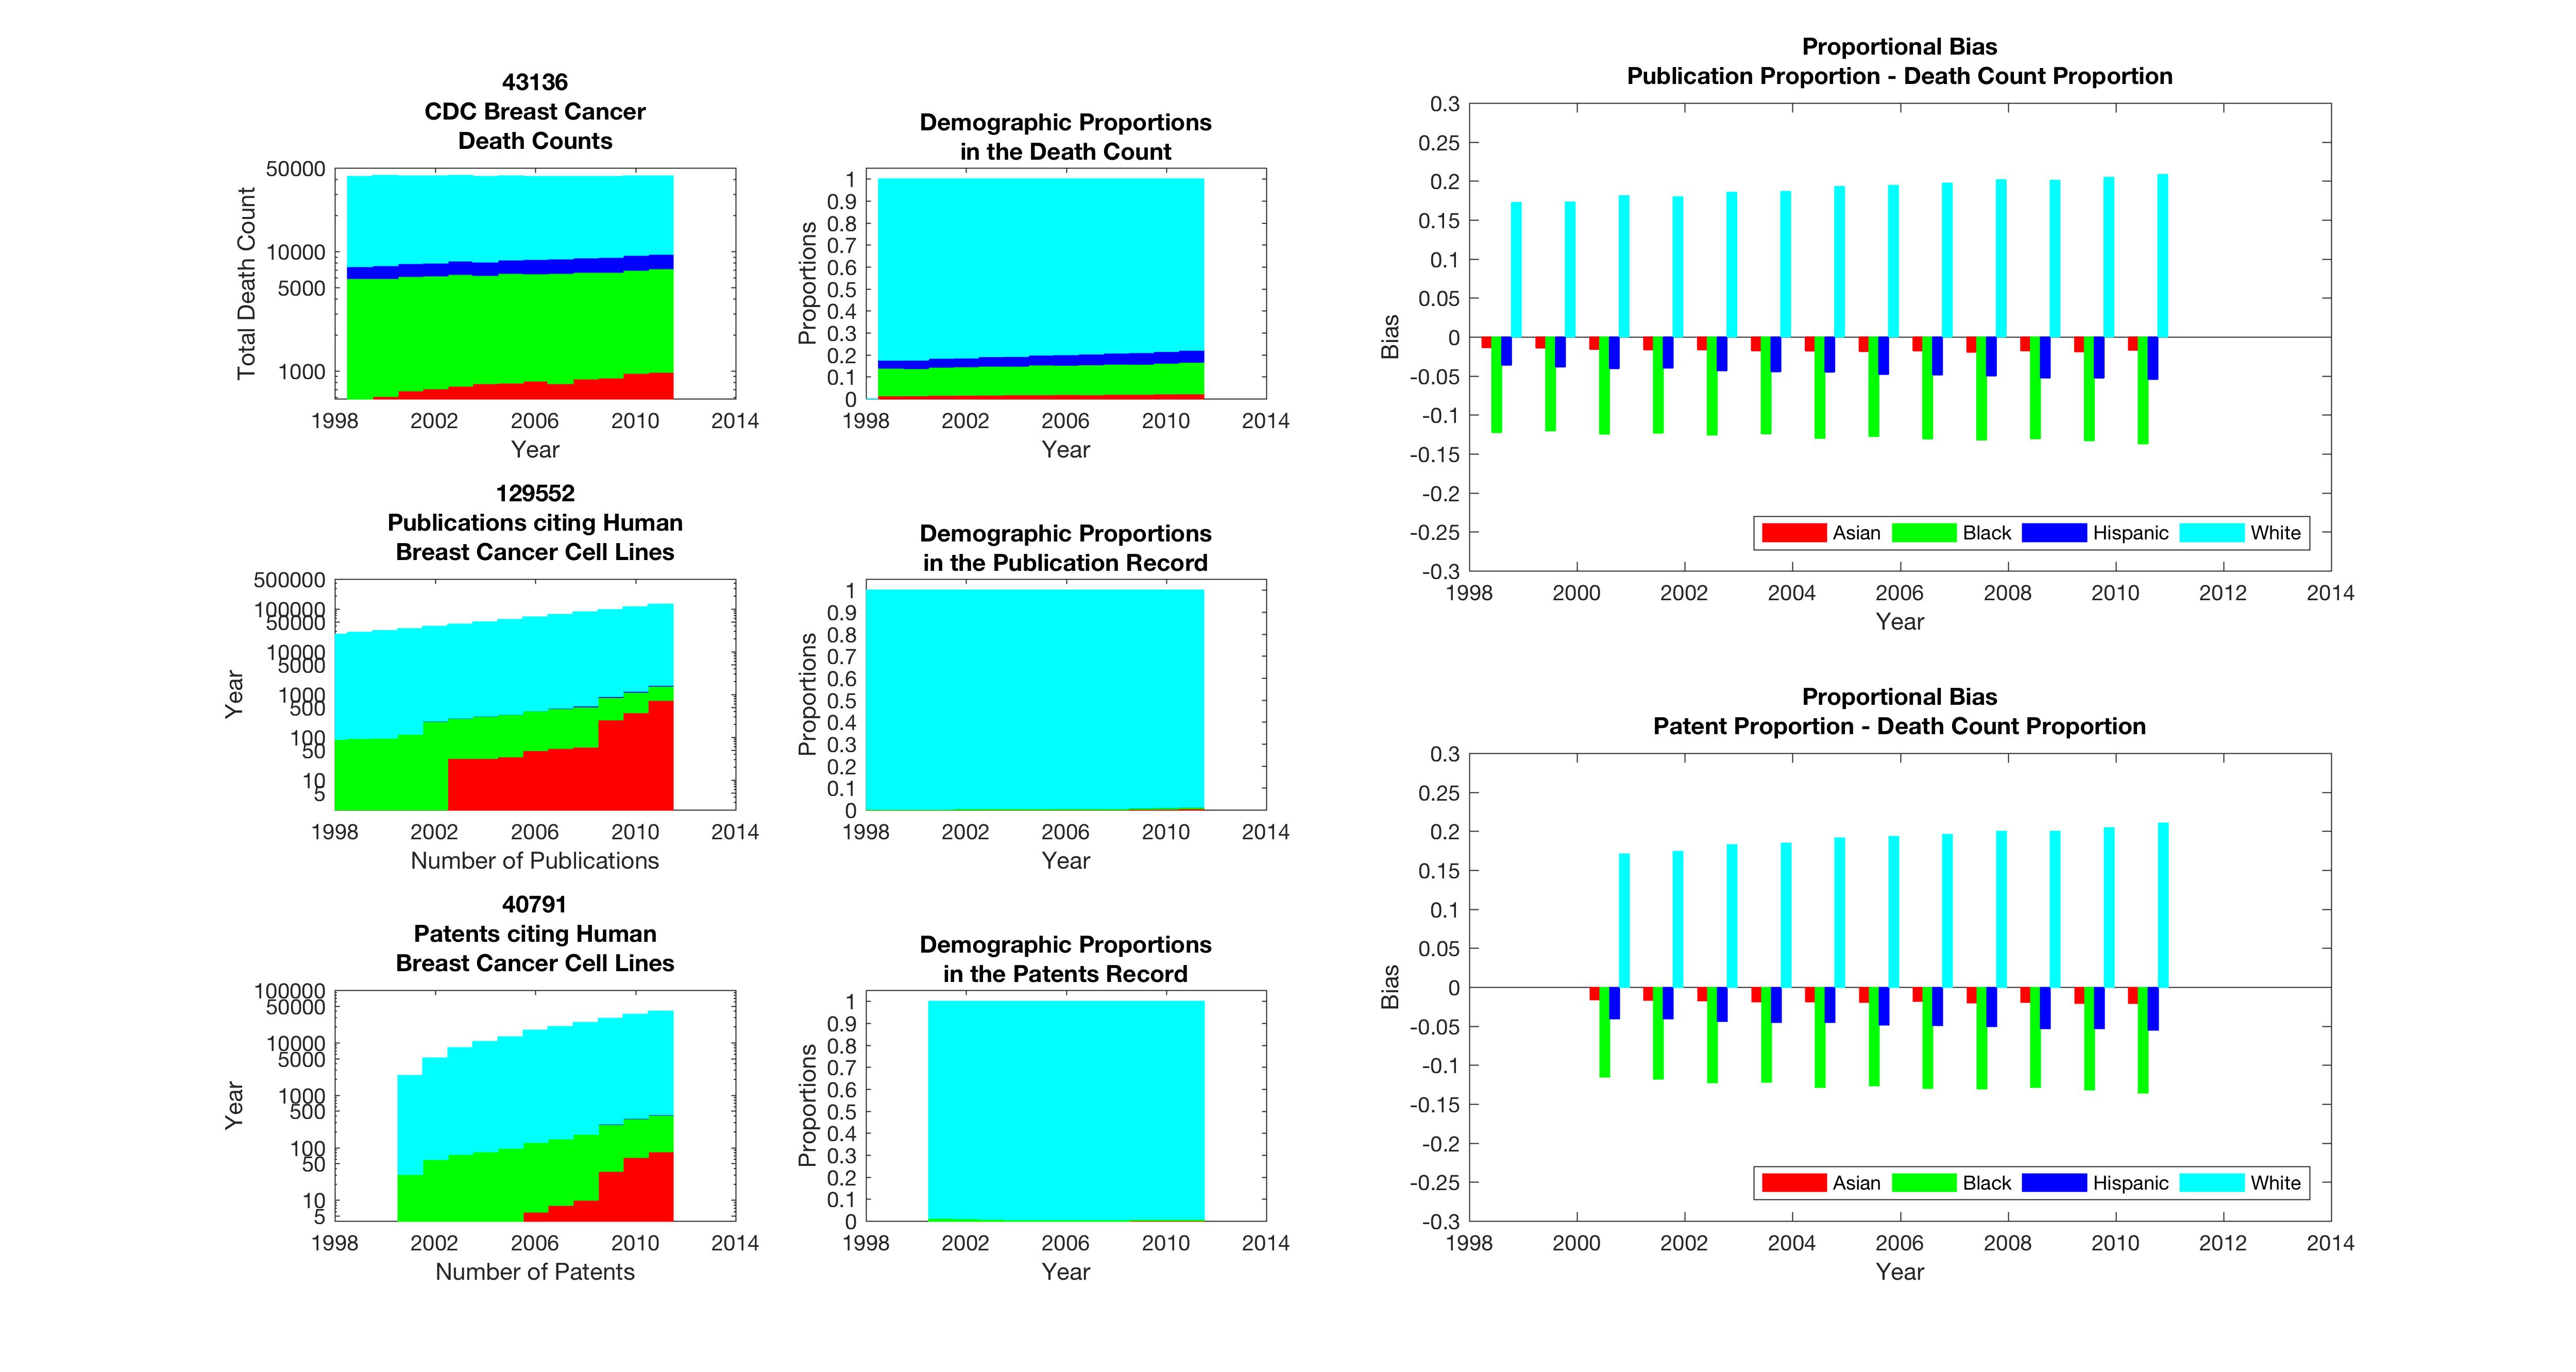 43136
CDC Breast Cancer
Death Counts
50000
10000
5000
1000
Total Death Count
1998 2002 2006 2010 2014
Year
Demographic Proportions
in the Death Count
1
0.9
0.8
0.7
0.6
0.5
0.4
0.3
0.2
0.1
0
Proportions
1998 2002 2006 2010 2014
Year
129552
Publications citing Human
Breast Cancer Cell Lines
500000
100000
50000
10000
5000
1000
500
100
50
10
5
Year
1998 2002 2006 2010 2014
Number of Publications
Demographic Proportions
in the Publication Record
1
0.9
0.8
0.7
0.6
0.5
0.4
0.3
0.2
0.1
0
Proportions
1998 2002 2006 2010 2014
Year
40791
Patents citing Human
Breast Cancer Cell Lines
100000
50000
10000
5000
1000
500
100
50
10
5
Year
1998 2002 2006 2010 2014
Number of Patents
Demographic Proportions
in the Patents Record
1
0.9
0.8
0.7
0.6
0.5
0.4
0.3
0.2
0.1
0
Proportions
1998 2002 2006 2010 2014
Year
Proportional Bias
Publication Proportion - Death Count Proportion
0.3
0.25
0.2
0.15
0.1
0.05
0
-0.05
-0.1
-0.15
-0.2
-0.25
-0.3
Bias
Asian Black Hispanic White
1998 2000 2002 2004 2006 2008 2010 2012 2014
Year
Proportional Bias
Patent Proportion - Death Count Proportion
0.3
0.25
0.2
0.15
0.1
0.05
0
-0.05
-0.1
-0.15
-0.2
-0.25
-0.3
Bias
Asian Black Hispanic White
1998 2000 2002 2004 2006 2008 2010 2012 2014
Year